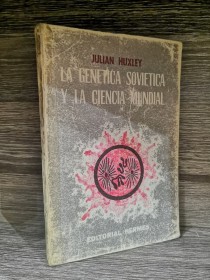 JULIAN HUXLEY
LA GENETICA SOVIETICA
Y LA CIENCIA MUNDIAL
EDITORIAL HERMES